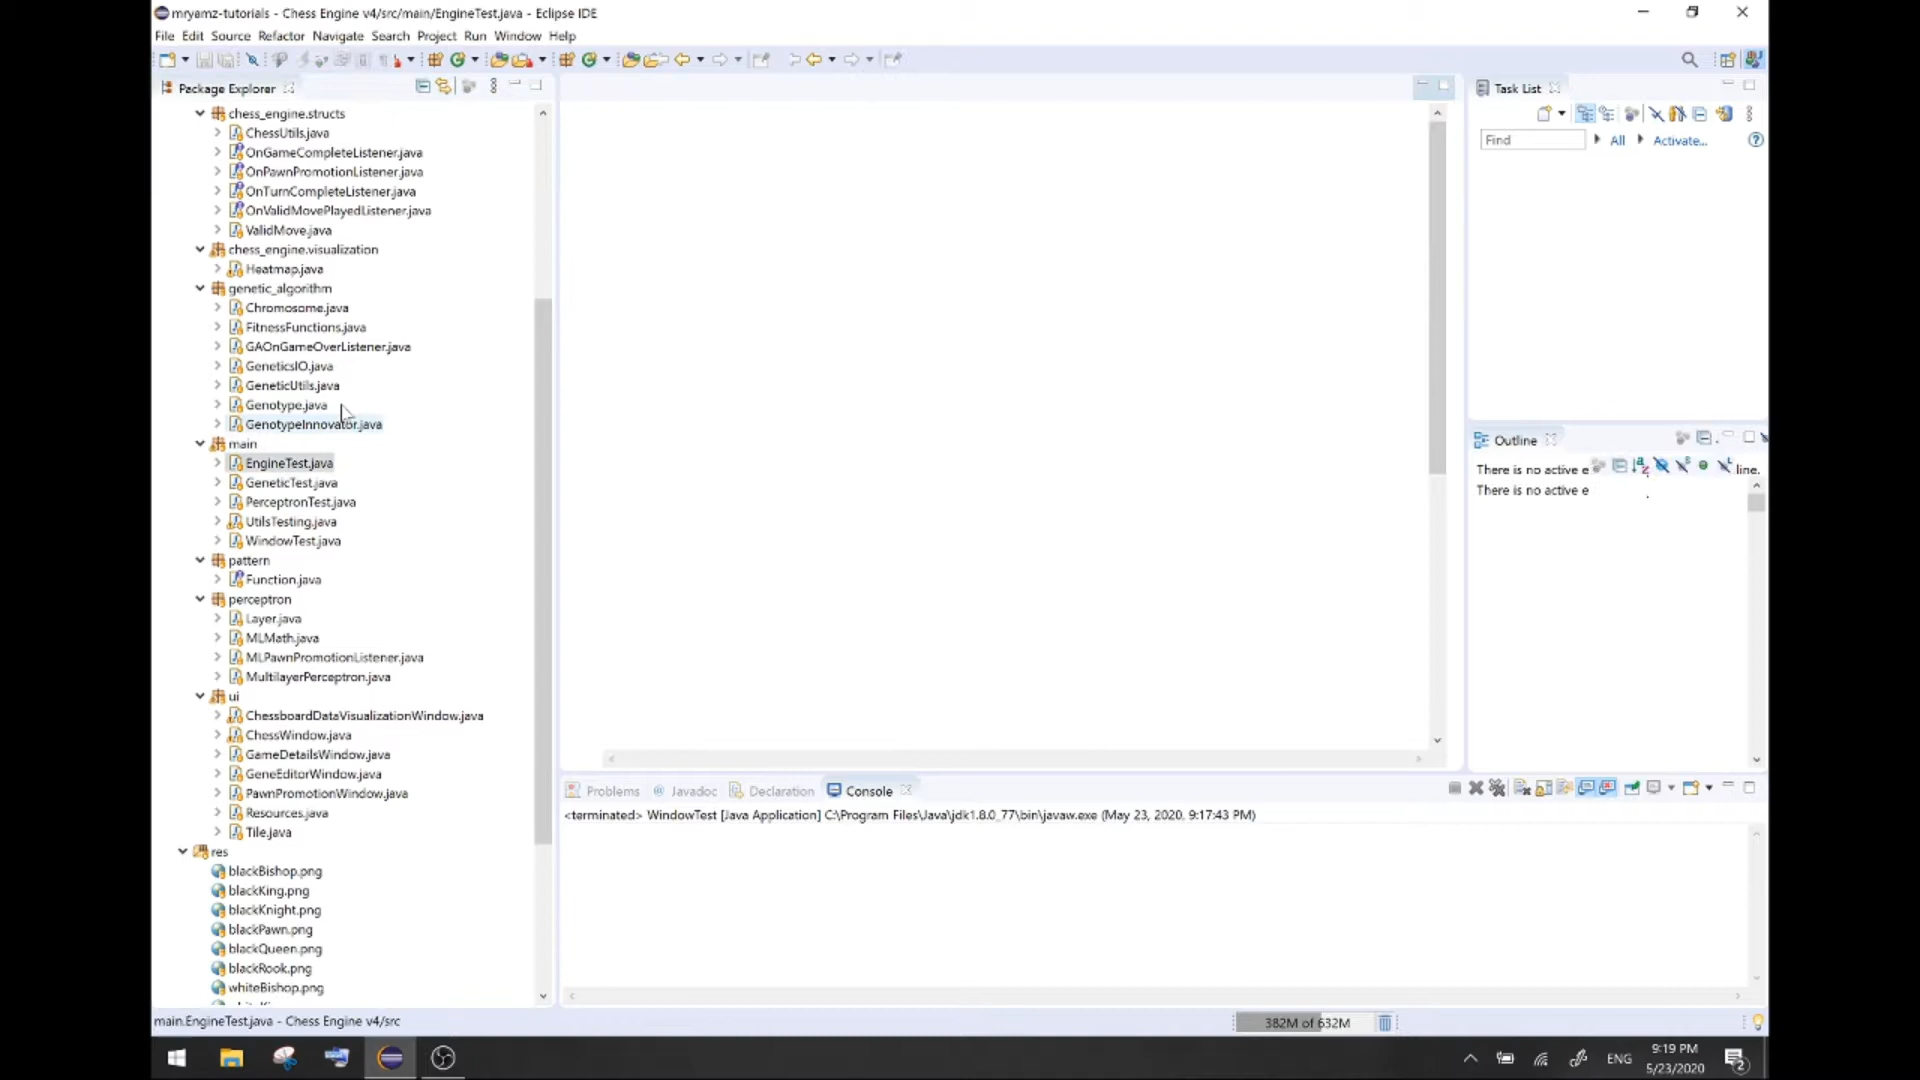 mryamz-tutorials - Chess Engine v4/src/main/EngineTest.java - Eclipse IDE
File Edit Source Refactor Navigate Search Project Run Window Help
Package Explorer
chess_engine.structs
ChessUtils.java
OnGameCompleteListener.java
OnPawnPromotionListener.java
OnTurnCompleteListener.java
OnValidMovePlayedListener.java
ValidMove.java
chess_engine.visualization
Heatmap.java
genetic_algorithm
Chromosome.java
FitnessFunctions.java
GAOnGameOverListener.java
GeneticsIO.java
GeneticUtils.java
Genotype.java
GenotypeInnovator.java
main
EngineTest.java
GeneticTest.java
PerceptronTest.java
UtilsTesting.java
WindowTest.java
pattern
Function.java
perceptron
Layer.java
MLMath.java
MLPawnPromotionListener.java
MultilayerPerceptron.java
ui
ChessboardDataVisualizationWindow.java
ChessWindow.java
GameDetailsWindow.java
GeneEditorWindow.java
PawnPromotionWindow.java
Resources.java
Tile.java
res
blackBishop.png
blackKing.png
blackKnight.png
blackPawn.png
blackQueen.png
blackRook.png
whiteBishop.png
Task List
Find All Activate...
Outline
There is no active e line.
There is no active e .
Problems Javadoc Declaration Console
<terminated> WindowTest [Java Application] C:\Program Files\Java\jdk1.8.0_77\bin\javaw.exe (May 23, 2020, 9:17:43 PM)
main.EngineTest.java - Chess Engine v4/src
382M of 632M
ENG
9:19 PM
5/23/2020
2